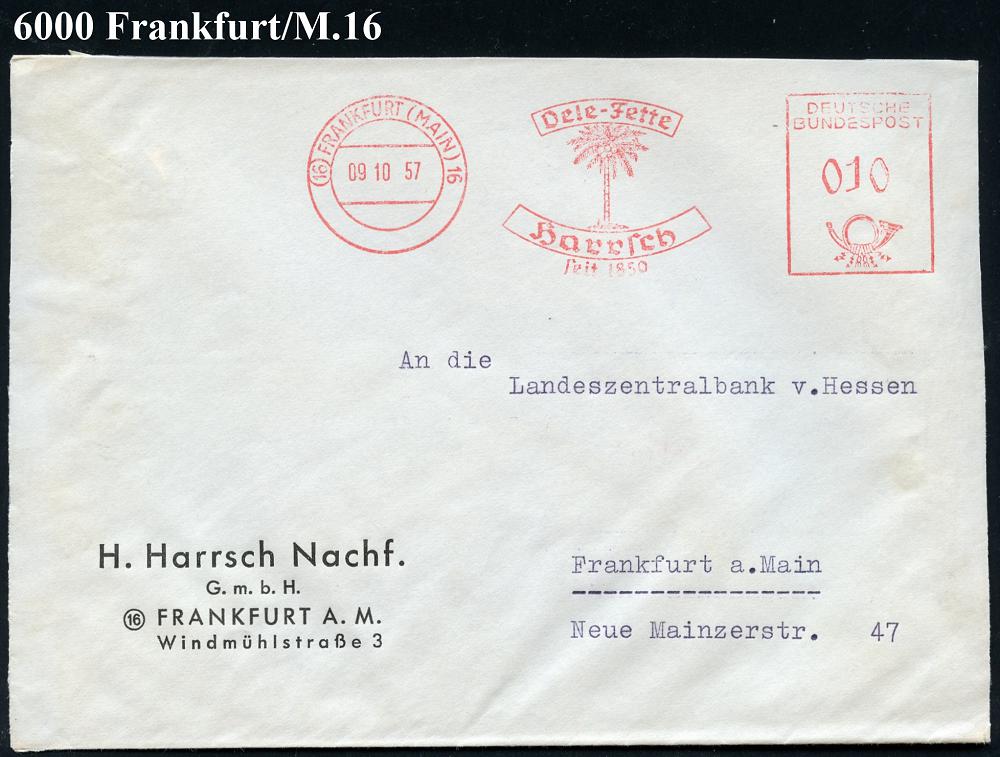 6000 Frankfurt/M.16
(16) FRANKFURT (MAIN) 16
09 10 57
Oele-Fette
Harrsch
seit 1850
DEUTSCHE
BUNDESPOST
010
An die
Landeszentralbank v.Hessen
H. Harrsch Nachf.
G. m. b. H.
(16) FRANKFURT A. M.
Windmühlstraße 3
Frankfurt a.Main
Neue Mainzerstr. 47